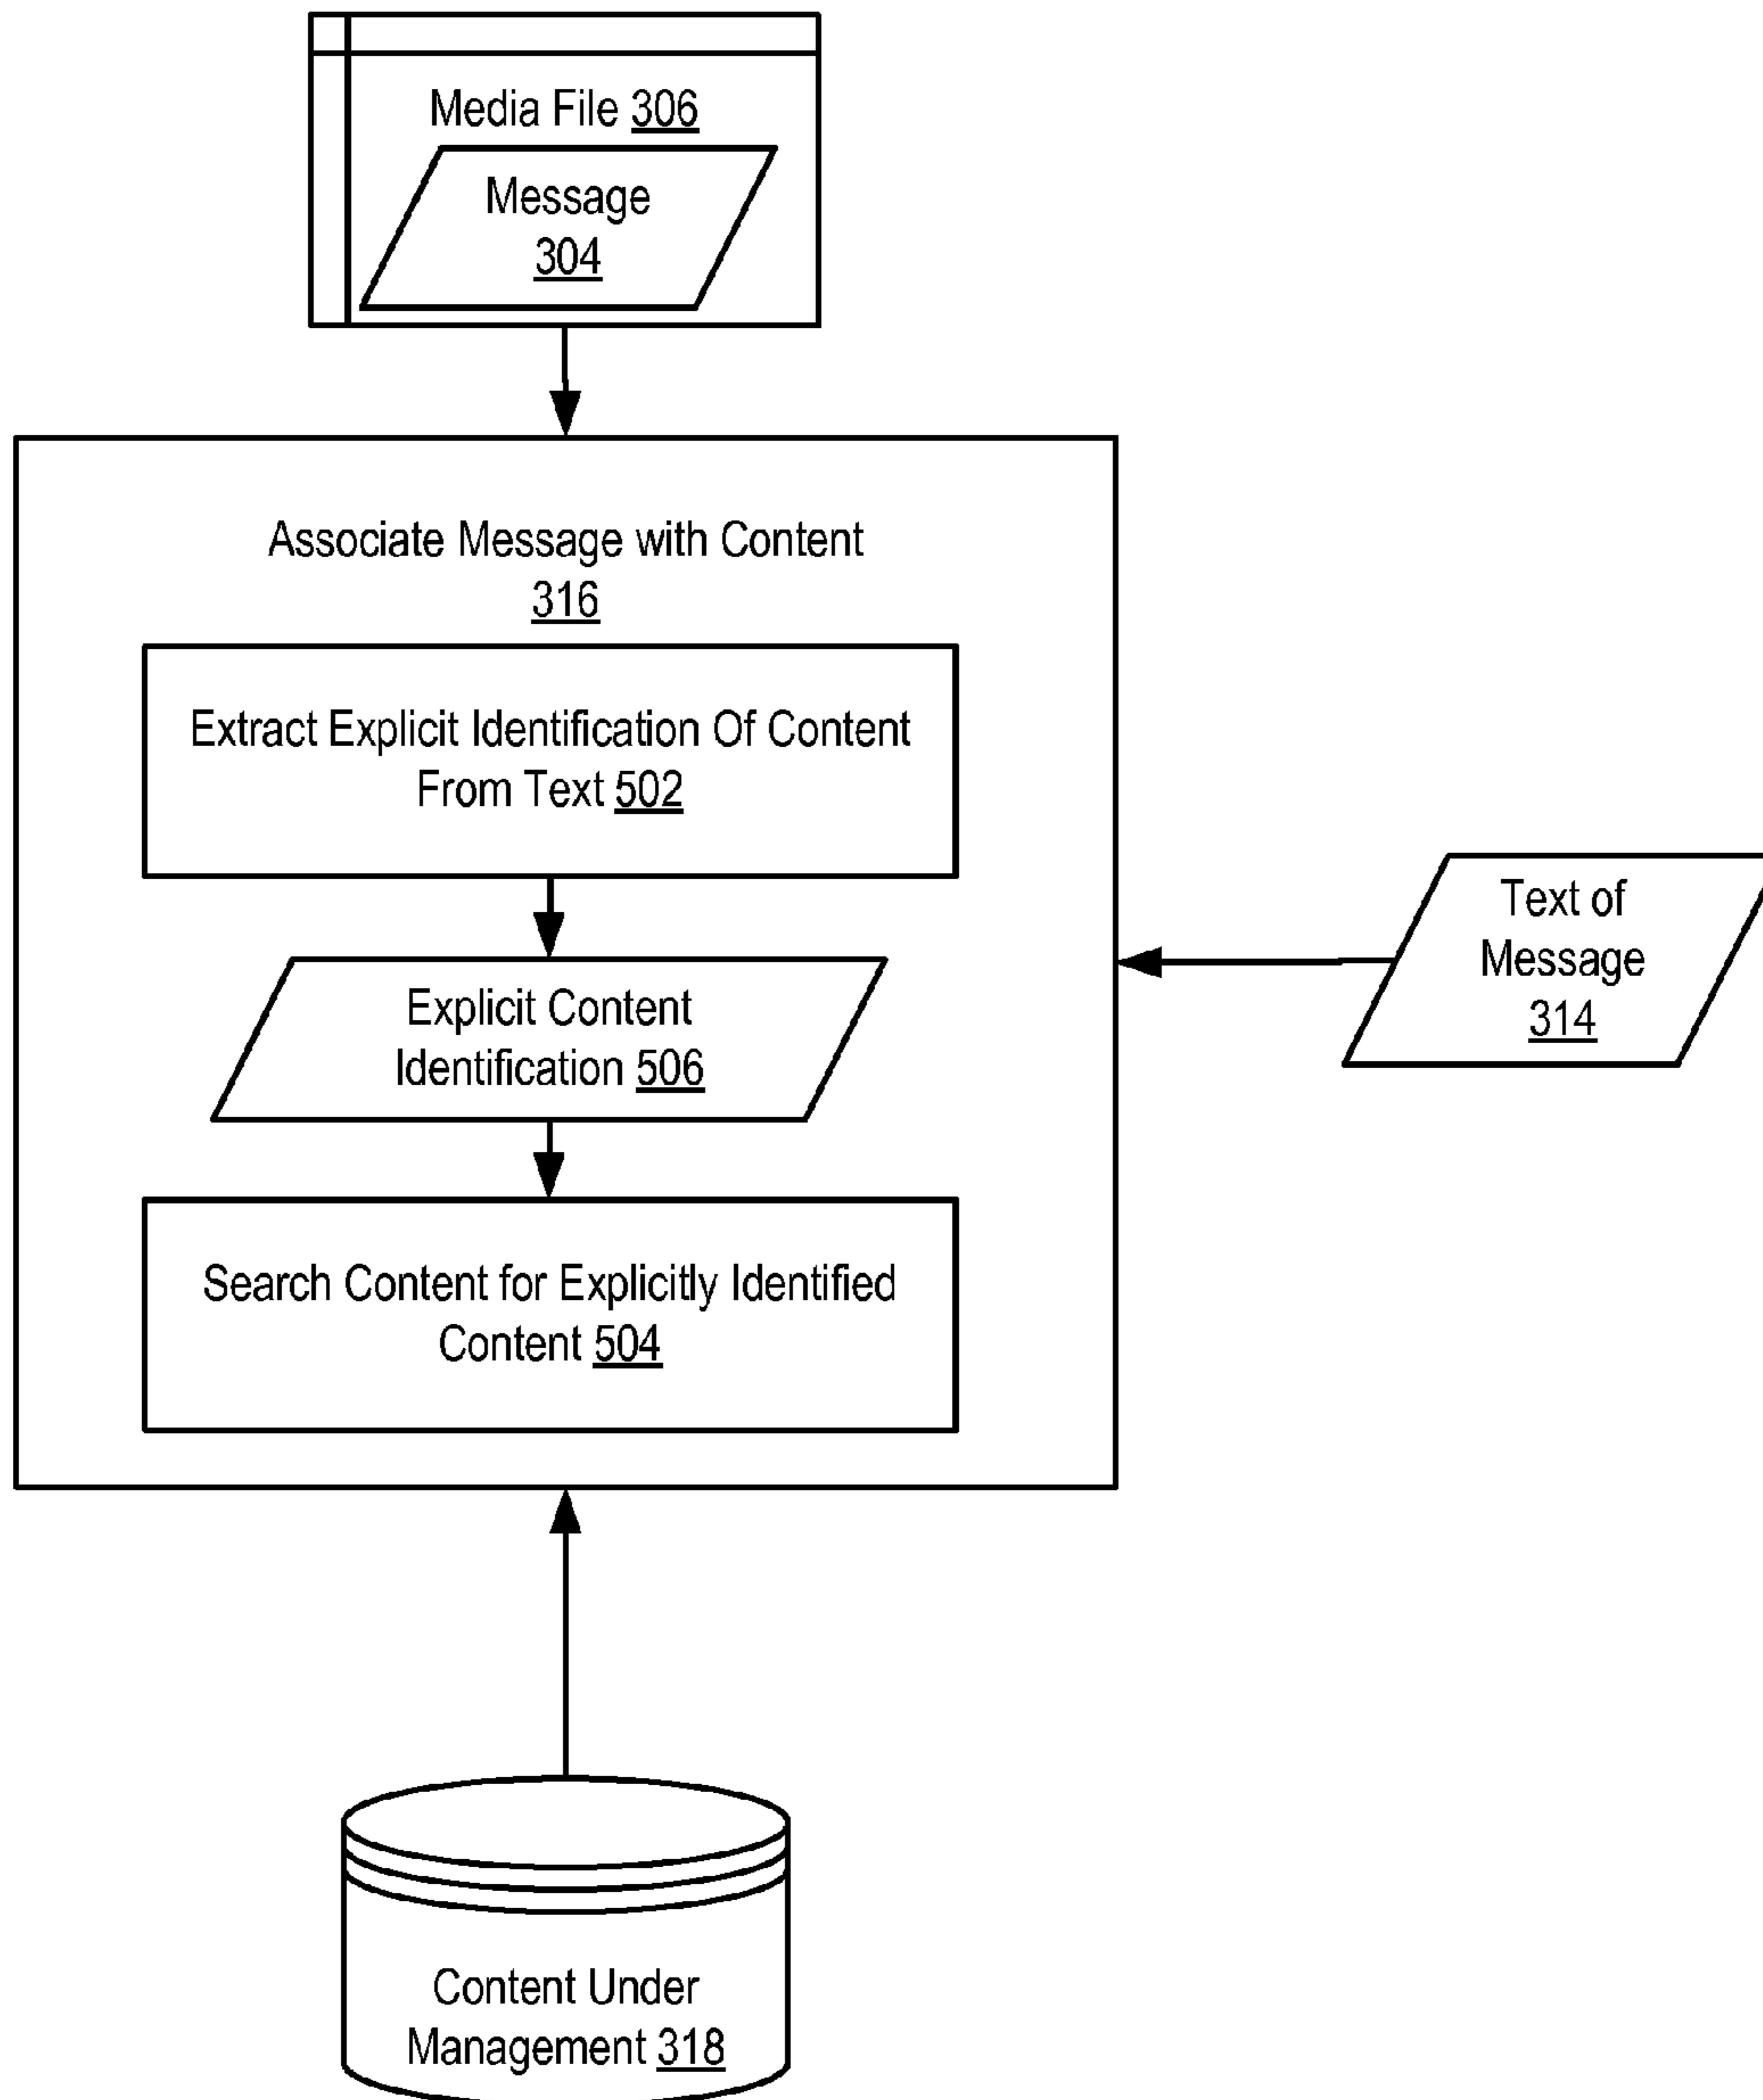 Media File 306
Message
304
Associate Message with Content
316
Extract Explicit Identification Of Content
From Text 502
Text of
Message
314
Explicit Content
Identification 506
Search Content for Explicitly Identified
Content 504
Content Under
Management 318